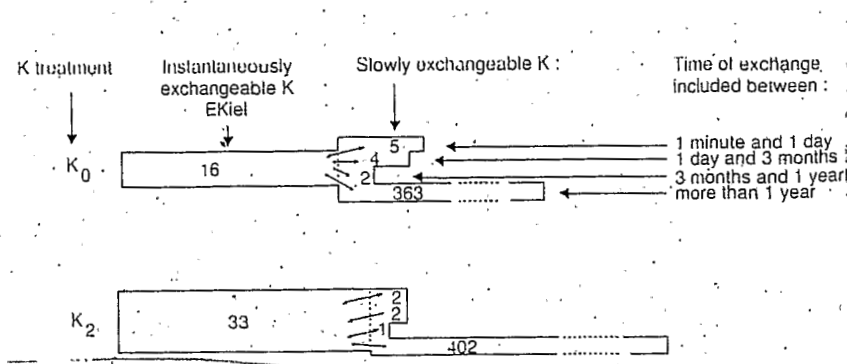 K treatment
Instantaneously
exchangeable K
EKiel
Slowly exchangeable K :
Time of exchange
included between :
K0
16
5
4
2
363
1 minute and 1 day
1 day and 3 months
3 months and 1 year
more than 1 year
K2
33
2
2
1
402